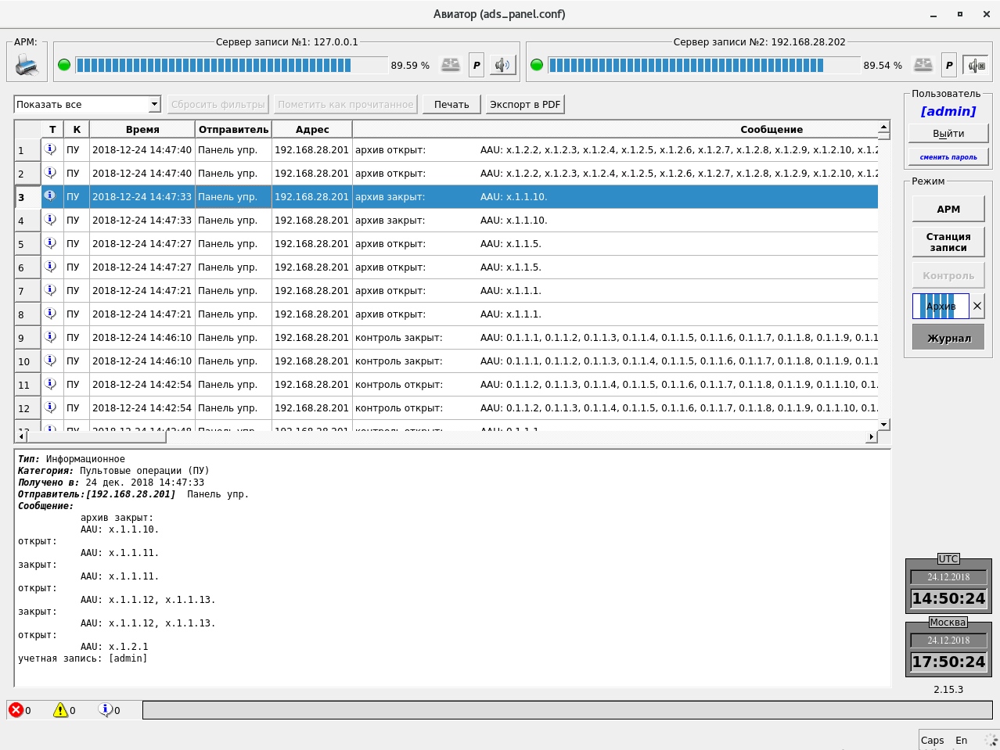 Авиатор (ads_panel.conf)
АРМ:
Сервер записи №1: 127.0.0.1
89.59 %
P
Сервер записи №2: 192.168.28.202
89.54 %
P
Показать все
Сбросить фильтры
Пометить как прочитанное
Печать
Экспорт в PDF
Т К Время Отправитель Адрес Сообщение
1 ПУ 2018-12-24 14:47:40 Панель упр. 192.168.28.201 архив открыт: AAU: x.1.2.2, x.1.2.3, x.1.2.4, x.1.2.5, x.1.2.6, x.1.2.7, x.1.2.8, x.1.2.9, x.1.2.10, x.1.2
2 ПУ 2018-12-24 14:47:40 Панель упр. 192.168.28.201 архив открыт: AAU: x.1.2.2, x.1.2.3, x.1.2.4, x.1.2.5, x.1.2.6, x.1.2.7, x.1.2.8, x.1.2.9, x.1.2.10, x.1.2
3 ПУ 2018-12-24 14:47:33 Панель упр. 192.168.28.201 архив закрыт: AAU: x.1.1.10.
4 ПУ 2018-12-24 14:47:33 Панель упр. 192.168.28.201 архив закрыт: AAU: x.1.1.10.
5 ПУ 2018-12-24 14:47:27 Панель упр. 192.168.28.201 архив открыт: AAU: x.1.1.5.
6 ПУ 2018-12-24 14:47:27 Панель упр. 192.168.28.201 архив открыт: AAU: x.1.1.5.
7 ПУ 2018-12-24 14:47:21 Панель упр. 192.168.28.201 архив открыт: AAU: x.1.1.1.
8 ПУ 2018-12-24 14:47:21 Панель упр. 192.168.28.201 архив открыт: AAU: x.1.1.1.
9 ПУ 2018-12-24 14:46:10 Панель упр. 192.168.28.201 контроль закрыт: AAU: 0.1.1.1, 0.1.1.2, 0.1.1.3, 0.1.1.4, 0.1.1.5, 0.1.1.6, 0.1.1.7, 0.1.1.8, 0.1.1.9, 0.1.1
10 ПУ 2018-12-24 14:46:10 Панель упр. 192.168.28.201 контроль закрыт: AAU: 0.1.1.1, 0.1.1.2, 0.1.1.3, 0.1.1.4, 0.1.1.5, 0.1.1.6, 0.1.1.7, 0.1.1.8, 0.1.1.9, 0.1.1
11 ПУ 2018-12-24 14:42:54 Панель упр. 192.168.28.201 контроль открыт: AAU: 0.1.1.2, 0.1.1.3, 0.1.1.4, 0.1.1.5, 0.1.1.6, 0.1.1.7, 0.1.1.8, 0.1.1.9, 0.1.1.10, 0.1.
12 ПУ 2018-12-24 14:42:54 Панель упр. 192.168.28.201 контроль открыт: AAU: 0.1.1.2, 0.1.1.3, 0.1.1.4, 0.1.1.5, 0.1.1.6, 0.1.1.7, 0.1.1.8, 0.1.1.9, 0.1.1.10, 0.1.
Тип: Информационное
Категория: Пультовые операции (ПУ)
Получено в: 24 дек. 2018 14:47:33
Отправитель:[192.168.28.201] Панель упр.
Сообщение:
архив закрыт:
AAU: x.1.1.10.
открыт:
AAU: x.1.1.11.
закрыт:
AAU: x.1.1.11.
открыт:
AAU: x.1.1.12, x.1.1.13.
закрыт:
AAU: x.1.1.12, x.1.1.13.
открыт:
AAU: x.1.2.1
учетная запись: [admin]
Пользователь
[admin]
Выйти
сменить пароль
Режим
АРМ
Станция
записи
Контроль
Архив
Журнал
UTC
24.12.2018
14:50:24
Москва
24.12.2018
17:50:24
2.15.3
0
0
0
Caps En